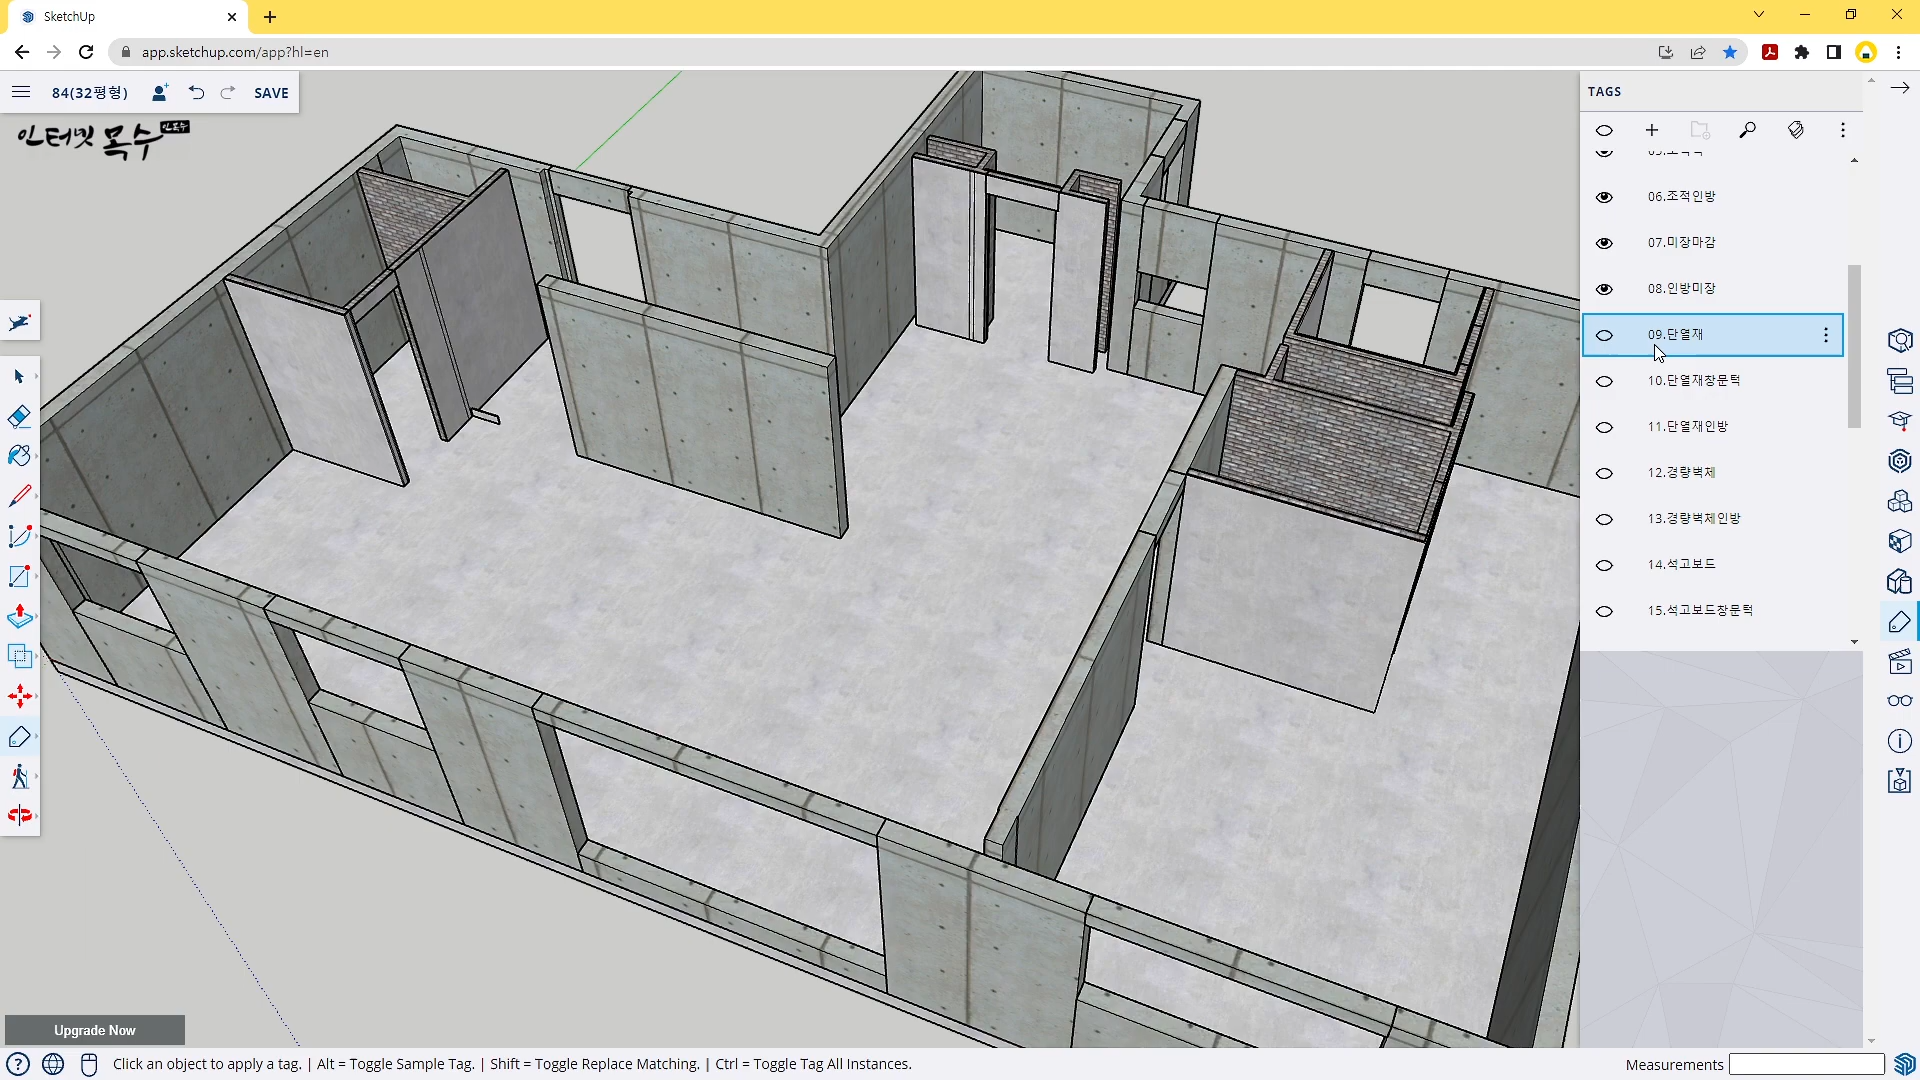 SketchUp
app.sketchup.com/app?hl=en
84(32평형)
SAVE
인터빗 목수
TAGS
06.조적인방
07.미장마감
08.인방미장
09.단열재
10.단열재창문턱
11.단열재인방
12.경량벽체
13.경량벽체인방
14.석고보드
15.석고보드창문턱
Upgrade Now
Click an object to apply a tag. | Alt = Toggle Sample Tag. | Shift = Toggle Replace Matching. | Ctrl = Toggle Tag All Instances.
Measurements